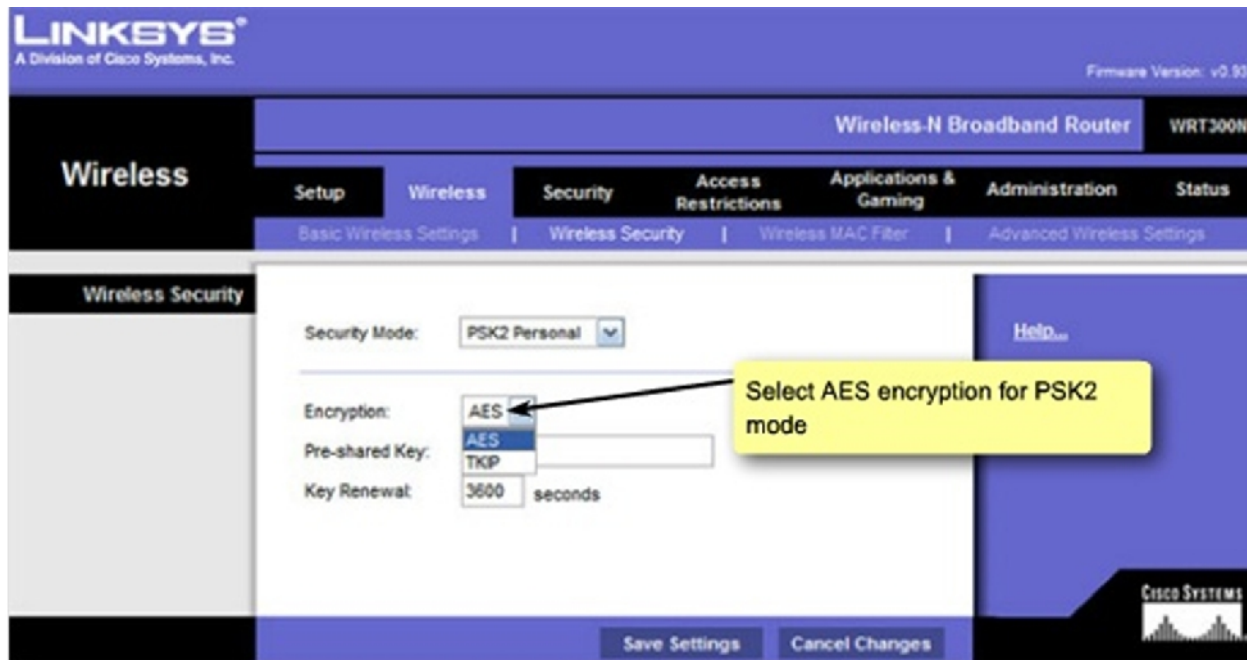 LINKSYS®
A Division of Cisco Systems, Inc.
Firmware Version: v0.93
Wireless-N Broadband Router WRT300N
Wireless
Setup Wireless Security Access Restrictions Applications & Gaming Administration Status
Basic Wireless Settings | Wireless Security | Wireless MAC Filter | Advanced Wireless Settings
Wireless Security
Security Mode: PSK2 Personal
Help...
Encryption: AES
Select AES encryption for PSK2
mode
AES
Pre-shared Key:
TKIP
Key Renewal: 3600 seconds
CISCO SYSTEMS
Save Settings Cancel Changes